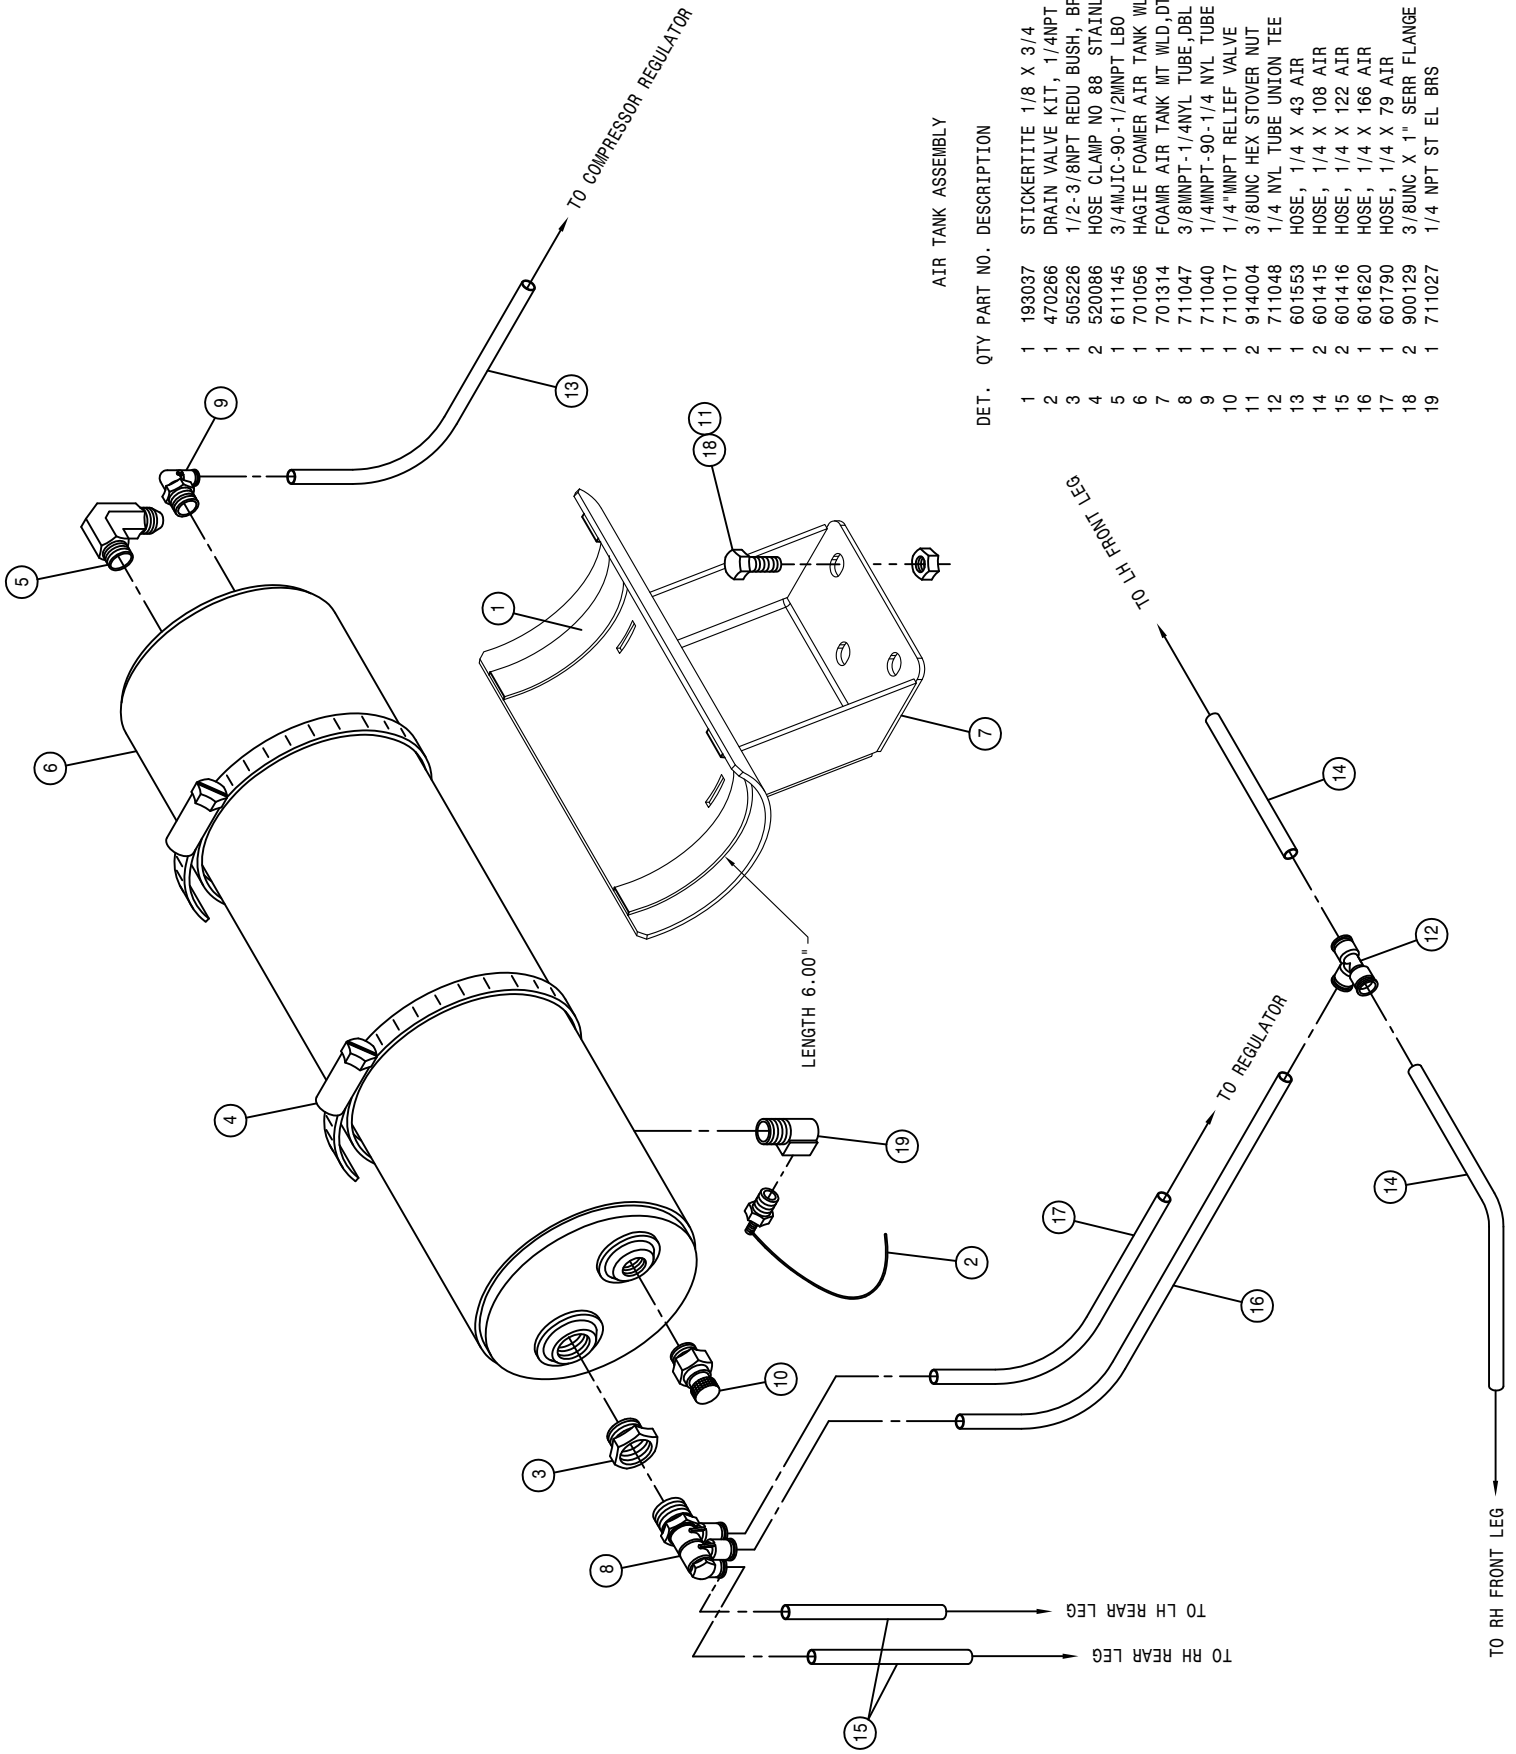 AIR TANK ASSEMBLY
DET. QTY PART NO. DESCRIPTION
1 1 193037 STICKERTITE 1/8 X 3/4
2 1 470266 DRAIN VALVE KIT, 1/4NPT
3 1 505226 1/2-3/8NPT REDU BUSH,
4 2 520086 HOSE CLAMP NO 88
5 1 611145 3/4MJIC-90-1/2MNPT LBO
6 1 701056 HAGIE FOAMER AIR TANK
7 1 701314 FOAMR AIR TANK MT WLD,
8 1 711047 3/8MNPT-1/4NYL TUBE,DBL
9 1 711040 1/4MNPT-90-1/4 NYL TUBE
10 1 711017 1/4"MNPT RELIEF VALVE
11 2 914004 3/8UNC HEX STOVER NUT
12 1 711048 1/4 NYL TUBE UNION TEE
13 1 601553 HOSE, 1/4 X 43 AIR
14 2 601415 HOSE, 1/4 X 108 AIR
15 2 601416 HOSE, 1/4 X 122 AIR
16 1 601620 HOSE, 1/4 X 166 AIR
17 1 601790 HOSE, 1/4 X 79 AIR
18 2 900129 3/8UNC X 1" SERR FLANGE
19 1 711027 1/4 NPT ST EL BRS
TO COMPRESSOR REGULATOR
5
9
13
6
1
18
11
7
4
LENGTH 6.00"
TO LH FRONT LEG
14
12
19
2
10
3
8
17
16
TO REGULATOR
14
TO RH FRONT LEG
TO LH REAR LEG
TO RH REAR LEG
15